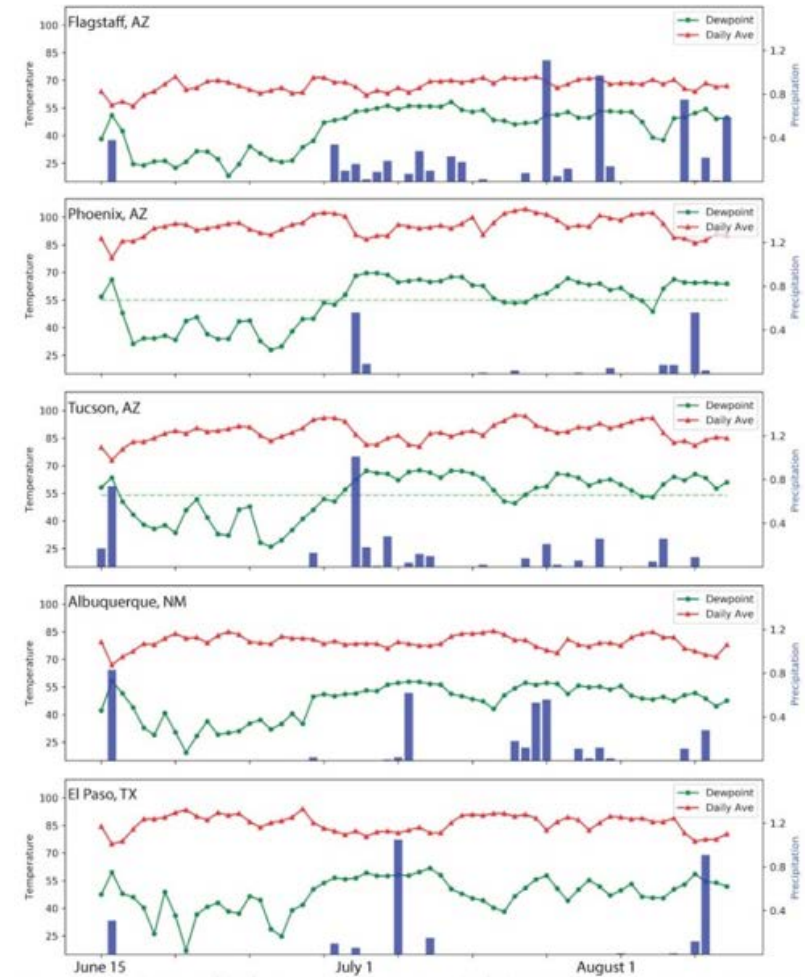 Flagstaff, AZ
Dewpoint
Daily Ave
Temperature
100
85
70
55
40
25
1.2
0.8
0.4
Precipitation
Phoenix, AZ
Dewpoint
Daily Ave
Temperature
100
85
70
55
40
25
1.2
0.8
0.4
Precipitation
Tucson, AZ
Dewpoint
Daily Ave
Temperature
100
85
70
55
40
25
1.2
0.8
0.4
Precipitation
Albuquerque, NM
Dewpoint
Daily Ave
Temperature
100
85
70
55
40
25
1.2
0.8
0.4
Precipitation
El Paso, TX
Dewpoint
Daily Ave
Temperature
100
85
70
55
40
25
1.2
0.8
0.4
Precipitation
June 15
July 1
August 1